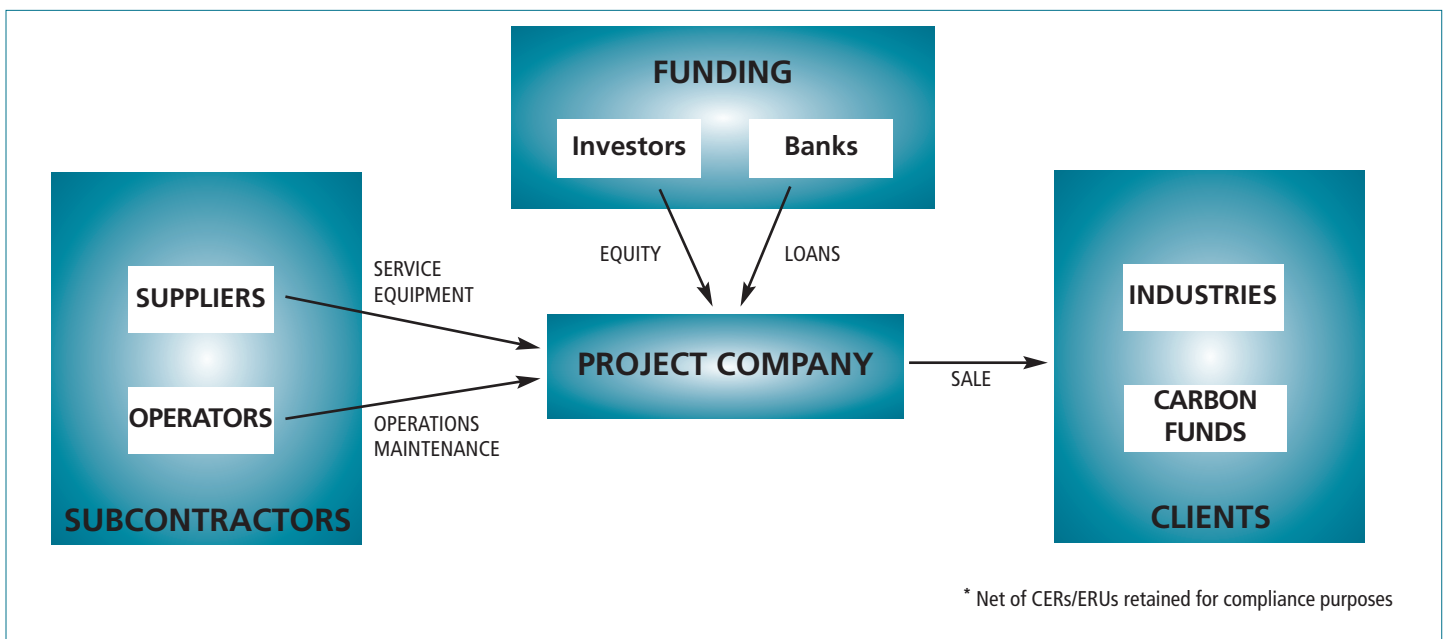 FUNDING
Investors
Banks
EQUITY
LOANS
SUPPLIERS
OPERATORS
SUBCONTRACTORS
SERVICE
EQUIPMENT
OPERATIONS
MAINTENANCE
PROJECT COMPANY
SALE
INDUSTRIES
CARBON
FUNDS
CLIENTS
* Net of CERs/ERUs retained for compliance purposes